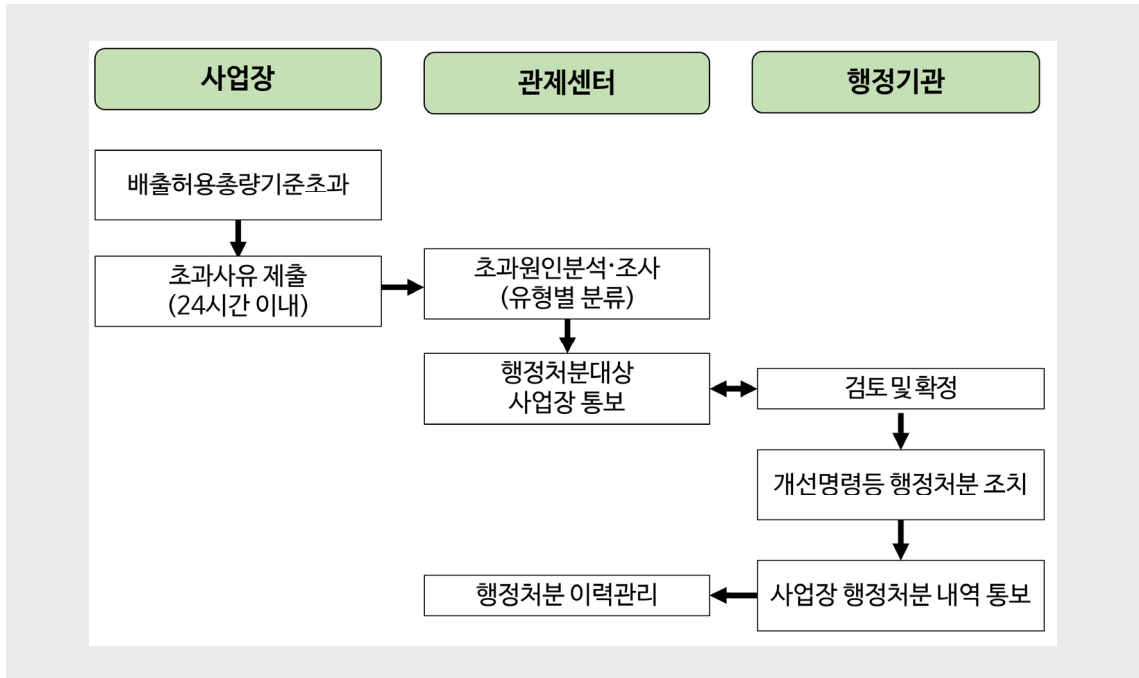 사업장
관제센터
행정기관
배출허용총량기준초과
초과사유 제출
(24시간 이내)
초과원인분석·조사
(유형별 분류)
행정처분대상
사업장 통보
검토 및 확정
개선명령등 행정처분 조치
사업장 행정처분 내역 통보
행정처분 이력관리